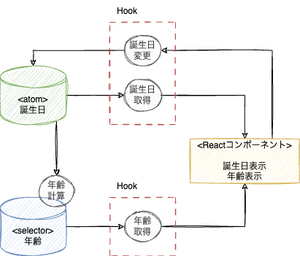 Hook
誕生日
変更
<atom>
誕生日
誕生日
取得
<Reactコンポーネント>
誕生日表示
年齢表示
年齢
計算
Hook
<selector>
年齢
年齢
取得